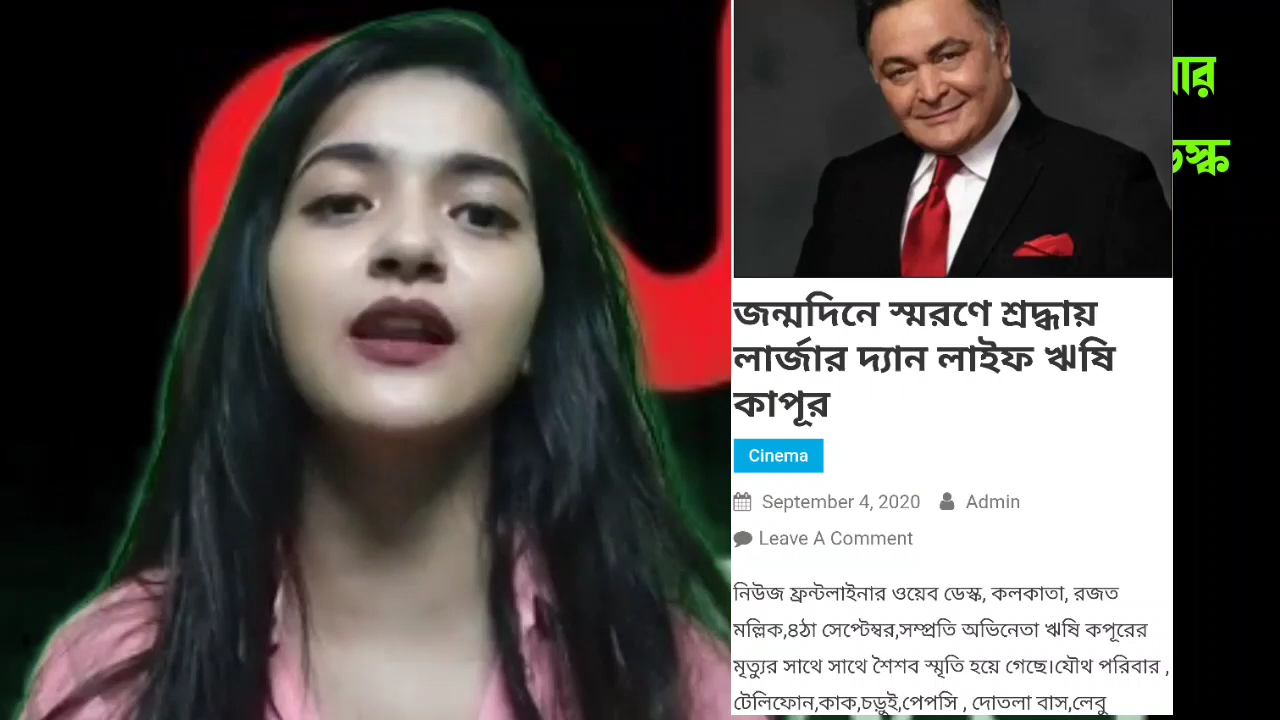 জন্মদিনে স্মরণে শ্রদ্ধায়
লার্জার দ্যান লাইফ ঋষি
কাপূর
Cinema
September 4, 2020 Admin
Leave A Comment
নিউজ ফ্রন্টলাইনার ওয়েব ডেস্ক, কলকাতা, রজত
মল্লিক,৪ঠা সেপ্টেম্বর,সম্প্রতি অভিনেতা ঋষি কপূরের
মৃত্যুর সাথে সাথে শৈশব স্মৃতি হয়ে গেছে।যৌথ পরিবার ,
টেলিফোন,কাক,চড়ুই,পেপসি , দোতলা বাস,লেবু